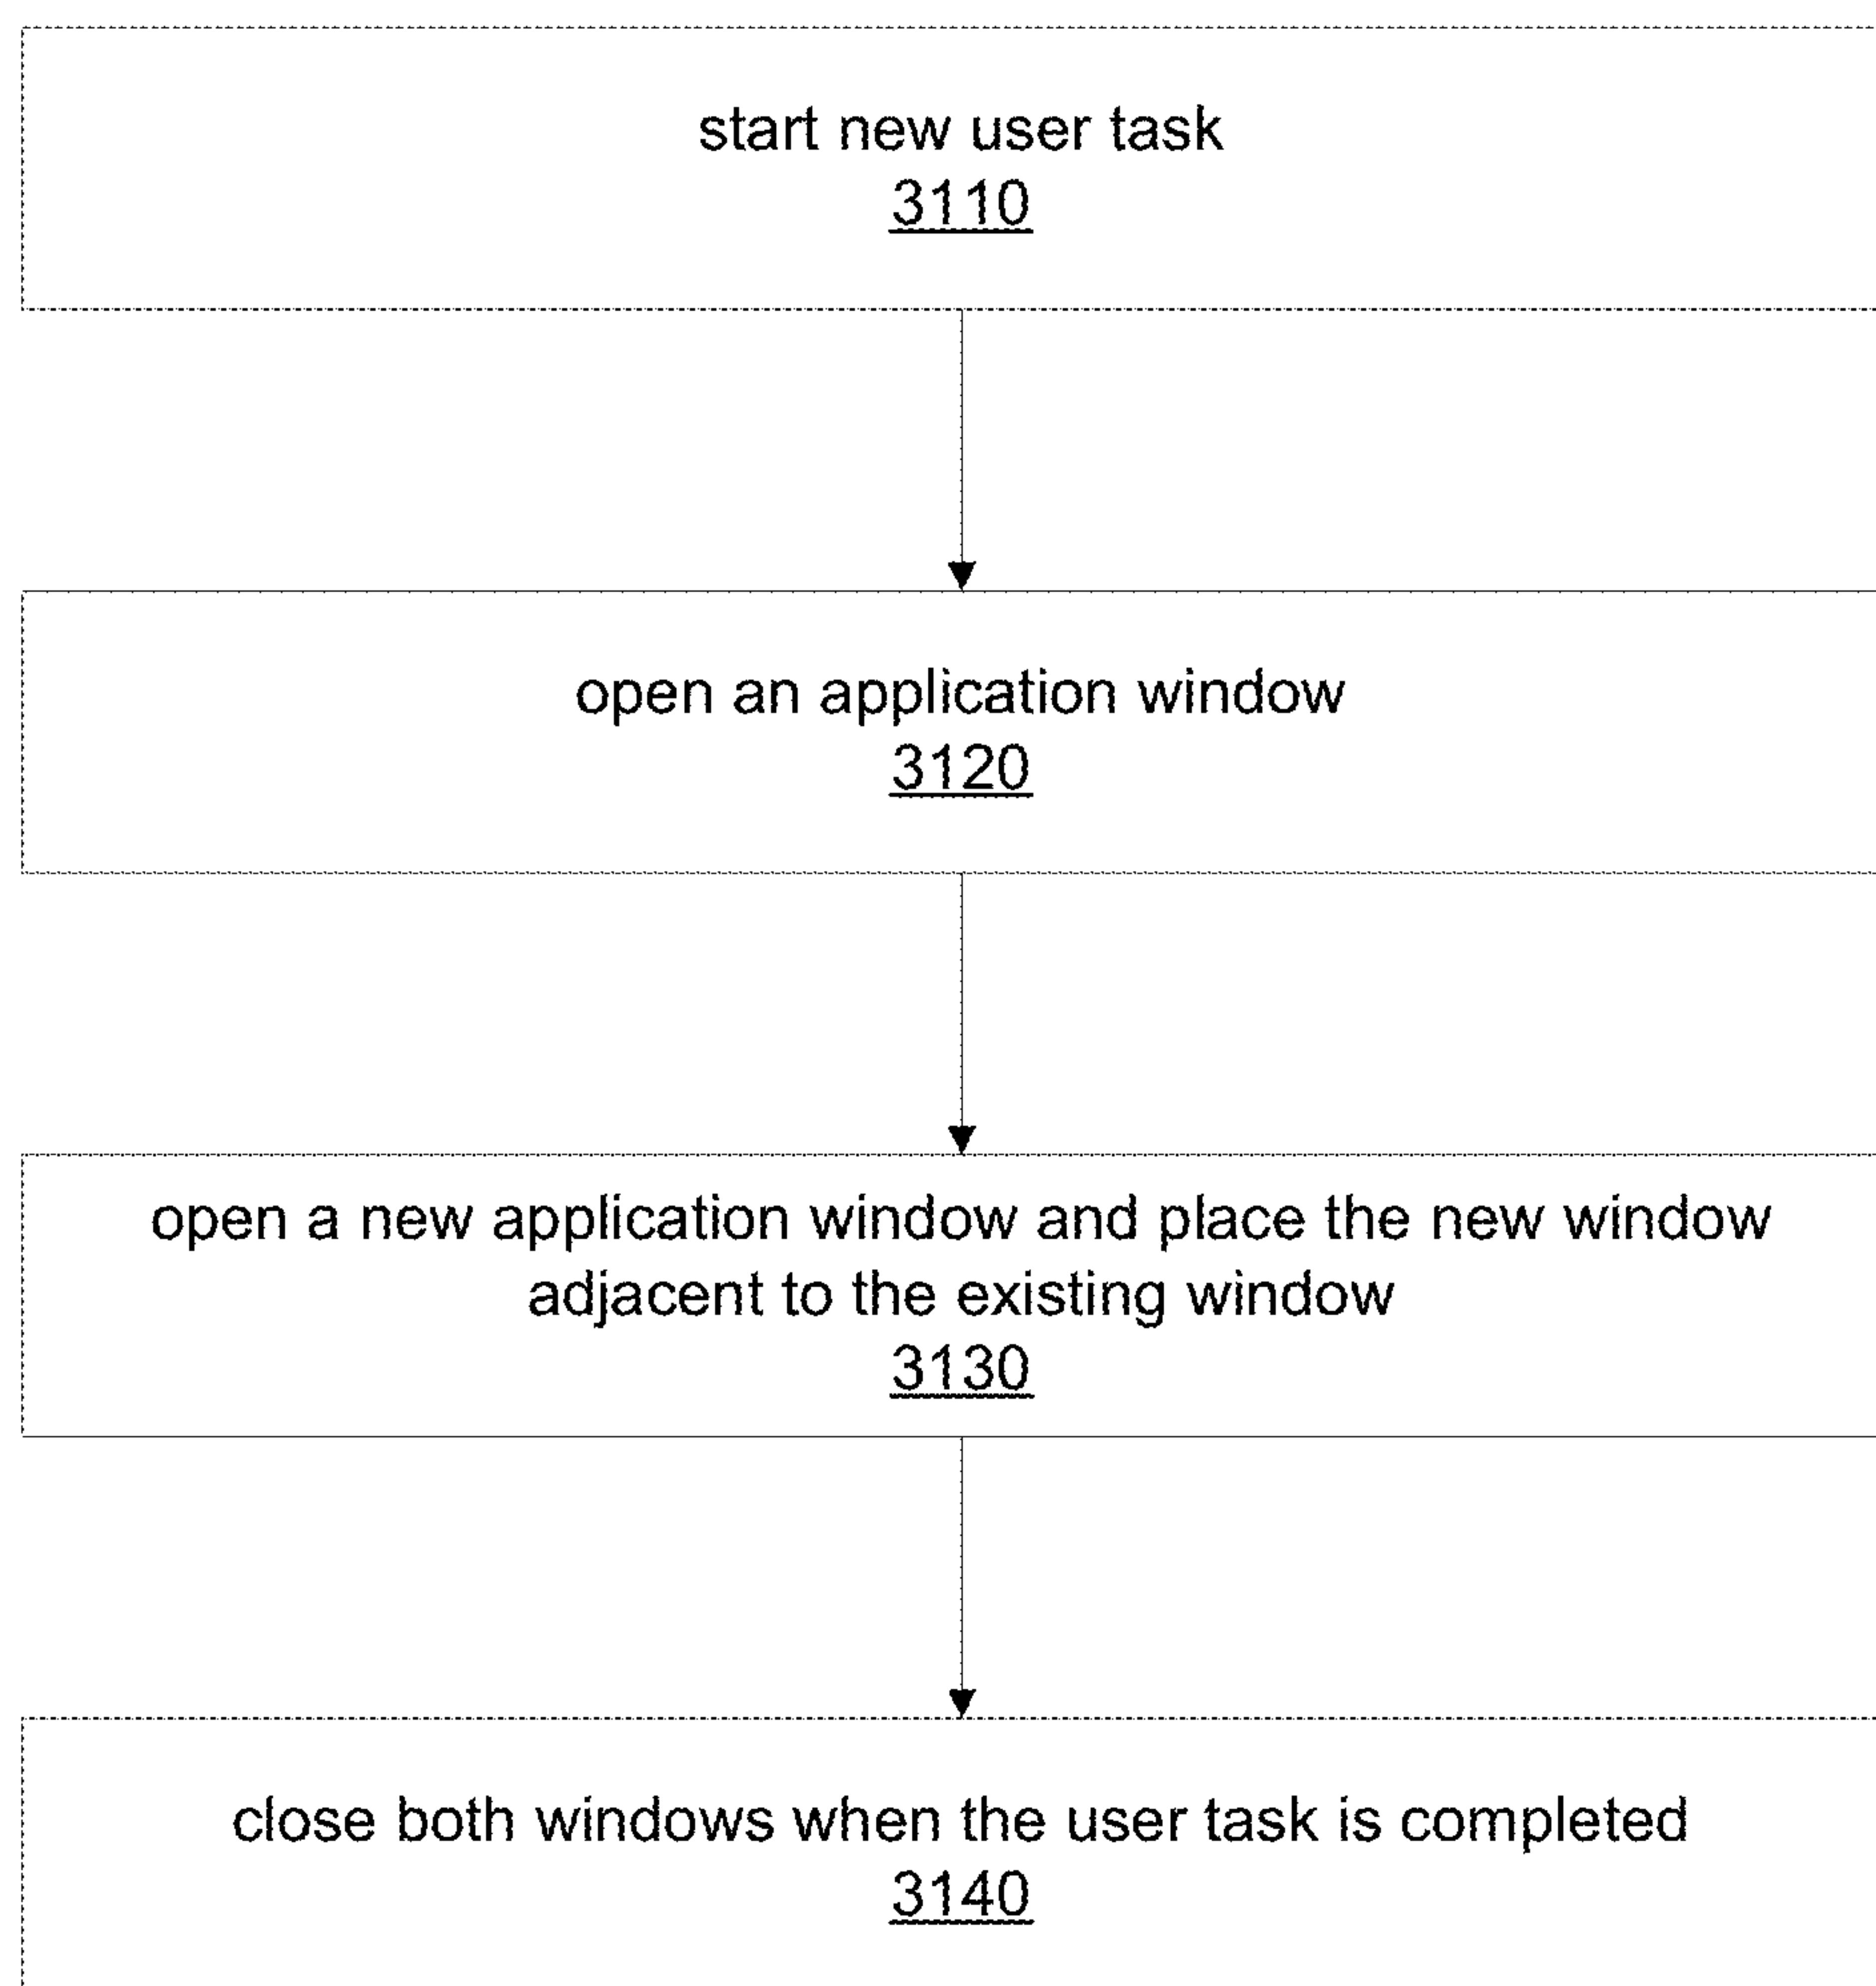 start new user task
3110
open an application window
3120
open a new application window and place the new window
adjacent to the existing window
3130
close both windows when the user task is completed
3140